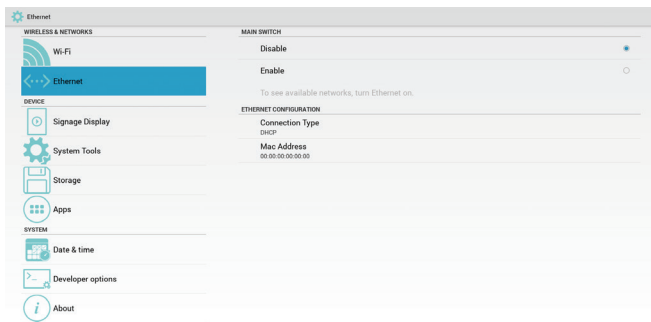 Ethernet
WIRELESS & NETWORKS
Wi-Fi
Ethernet
DEVICE
Signage Display
System Tools
Storage
Apps
SYSTEM
Date & time
Developer options
About
MAIN SWITCH
Disable
Enable
To see available networks, turn Ethernet on.
ETHERNET CONFIGURATION
Connection Type
DHCP
Mac Address
00:00:00:00:00:00